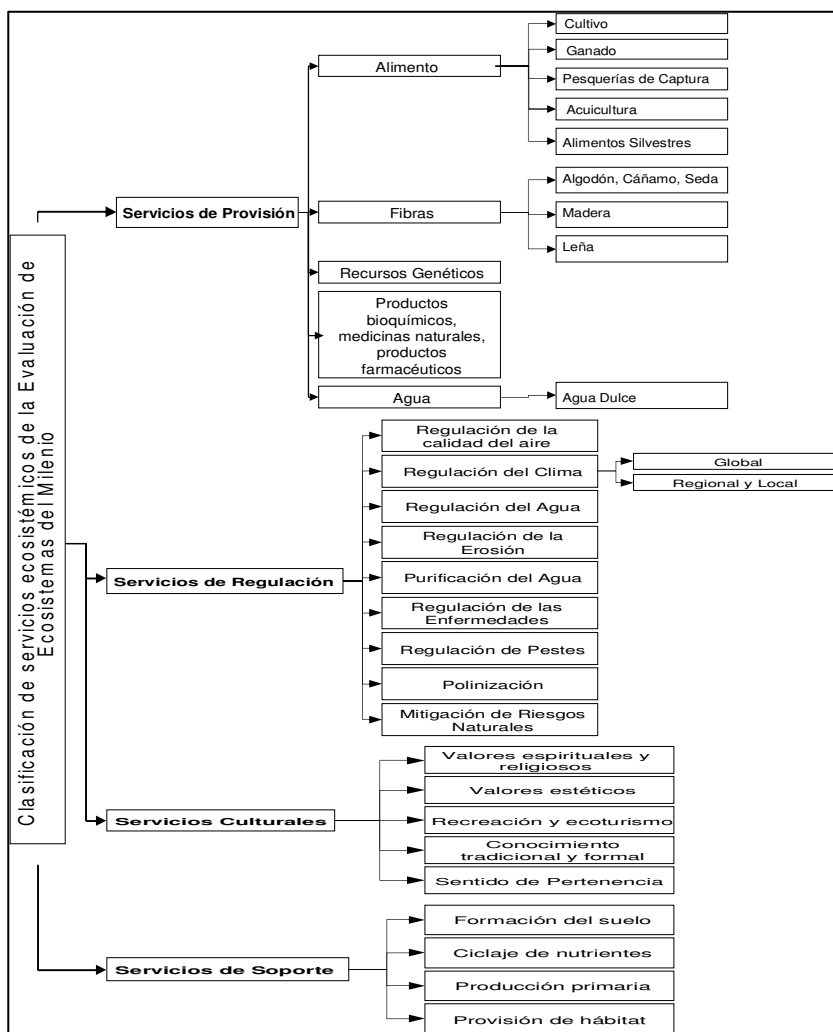 Clasificación de servicios ecosistémicos de la Evaluación de
Ecosistemas del Milenio
Servicios de Provisión
Alimento
Cultivo
Ganado
Pesquerías de Captura
Acuicultura
Alimentos Silvestres
Fibras
Algodón, Cáñamo, Seda
Madera
Leña
Recursos Genéticos
Productos
bioquímicos,
medicinas naturales,
productos
farmacéuticos
Agua
Agua Dulce
Servicios de Regulación
Regulación de la
calidad del aire
Regulación del Clima
Global
Regional y Local
Regulación del Agua
Regulación de la
Erosión
Purificación del Agua
Regulación de las
Enfermedades
Regulación de Pestes
Polinización
Mitigación de Riesgos
Naturales
Servicios Culturales
Valores espirituales y
religiosos
Valores estéticos
Recreación y ecoturismo
Conocimiento
tradicional y formal
Sentido de Pertenencia
Servicios de Soporte
Formación del suelo
Ciclaje de nutrientes
Producción primaria
Provisión de hábitat